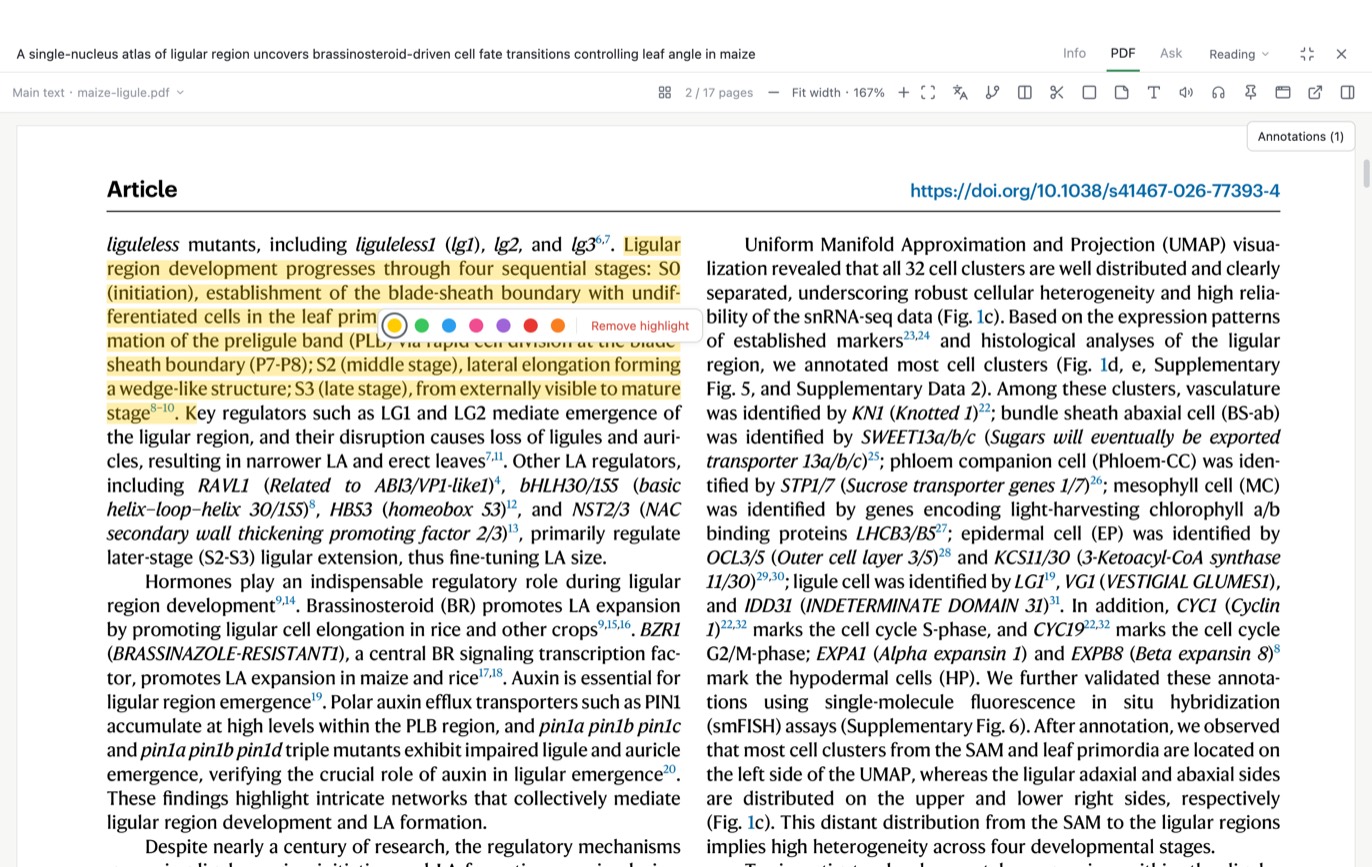 A single-nucleus atlas of ligular region uncovers brassinosteroid-driven cell fate transitions controlling leaf angle in maize
Info PDF Ask Reading
Main text · maize-ligule.pdf
2 / 17 pages — Fit width · 167% +
Annotations (1)
Article
https://doi.org/10.1038/s41467-026-77393-4
liguleless mutants, including liguleless1 (lg1), lg2, and lg36,7. Ligular
region development progresses through four sequential stages: S0
(initiation), establishment of the blade-sheath boundary with undif-
ferentiated cells in the leaf prim
Remove highlight
mation of the preligule band (PLB) via rapid cell division at the blade-
sheath boundary (P7-P8); S2 (middle stage), lateral elongation forming
a wedge-like structure; S3 (late stage), from externally visible to mature
stage8–10. Key regulators such as LG1 and LG2 mediate emergence of
the ligular region, and their disruption causes loss of ligules and auri-
cles, resulting in narrower LA and erect leaves7,11. Other LA regulators,
including RAVL1 (Related to ABI3/VP1-like1)4, bHLH30/155 (basic
helix–loop–helix 30/155)8, HB53 (homeobox 53)12, and NST2/3 (NAC
secondary wall thickening promoting factor 2/3)13, primarily regulate
later-stage (S2-S3) ligular extension, thus fine-tuning LA size.
Hormones play an indispensable regulatory role during ligular
region development9,14. Brassinosteroid (BR) promotes LA expansion
by promoting ligular cell elongation in rice and other crops9,15,16. BZR1
(BRASSINAZOLE-RESISTANT1), a central BR signaling transcription fac-
tor, promotes LA expansion in maize and rice17,18. Auxin is essential for
ligular region emergence19. Polar auxin efflux transporters such as PIN1
accumulate at high levels within the PLB region, and pin1a pin1b pin1c
and pin1a pin1b pin1d triple mutants exhibit impaired ligule and auricle
emergence, verifying the crucial role of auxin in ligular emergence20.
These findings highlight intricate networks that collectively mediate
ligular region development and LA formation.
Despite nearly a century of research, the regulatory mechanisms
Uniform Manifold Approximation and Projection (UMAP) visua-
lization revealed that all 32 cell clusters are well distributed and clearly
separated, underscoring robust cellular heterogeneity and high relia-
bility of the snRNA-seq data (Fig. 1c). Based on the expression patterns
of established markers23,24 and histological analyses of the ligular
region, we annotated most cell clusters (Fig. 1d, e, Supplementary
Fig. 5, and Supplementary Data 2). Among these clusters, vasculature
was identified by KN1 (Knotted 1)22; bundle sheath abaxial cell (BS-ab)
was identified by SWEET13a/b/c (Sugars will eventually be exported
transporter 13a/b/c)25; phloem companion cell (Phloem-CC) was iden-
tified by STP1/7 (Sucrose transporter genes 1/7)26; mesophyll cell (MC)
was identified by genes encoding light-harvesting chlorophyll a/b
binding proteins LHCB3/B527; epidermal cell (EP) was identified by
OCL3/5 (Outer cell layer 3/5)28 and KCS11/30 (3-Ketoacyl-CoA synthase
11/30)29,30; ligule cell was identified by LG119, VG1 (VESTIGIAL GLUMES1),
and IDD31 (INDETERMINATE DOMAIN 31)31. In addition, CYC1 (Cyclin
1)22,32 marks the cell cycle S-phase, and CYC1922,32 marks the cell cycle
G2/M-phase; EXPA1 (Alpha expansin 1) and EXPB8 (Beta expansin 8)8
mark the hypodermal cells (HP). We further validated these annota-
tions using single-molecule fluorescence in situ hybridization
(smFISH) assays (Supplementary Fig. 6). After annotation, we observed
that most cell clusters from the SAM and leaf primordia are located on
the left side of the UMAP, whereas the ligular adaxial and abaxial sides
are distributed on the upper and lower right sides, respectively
(Fig. 1c). This distant distribution from the SAM to the ligular regions
implies high heterogeneity across four developmental stages.